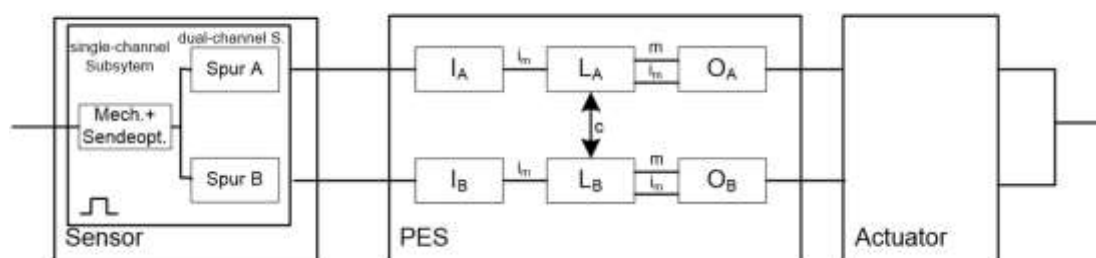 single-channel
Subsytem
dual-channel S.
Spur A
Mech.+
Sendeopt.
Spur B
Sensor
I_A
i_m
L_A
m
i_m
O_A
c
I_B
i_m
L_B
m
i_m
O_B
PES
Actuator